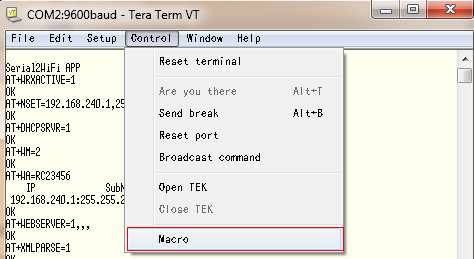 COM2:9600baud - Tera Term VT
File Edit Setup Control Window Help
Serial2WiFi APP
AT+WRXACTIVE=1
OK
AT+NSET=192.168.240.1,25
OK
AT+DHCPSRVR=1
OK
AT+WM=2
OK
AT+WA=RC23456
IP SubN
192.168.240.1:255.255.2
OK
AT+WEBSERVER=1,,,
OK
AT+XMLPARSE=1
OK
Reset terminal
Are you there Alt+T
Send break Alt+B
Reset port
Broadcast command
Open TEK
Close TEK
Macro